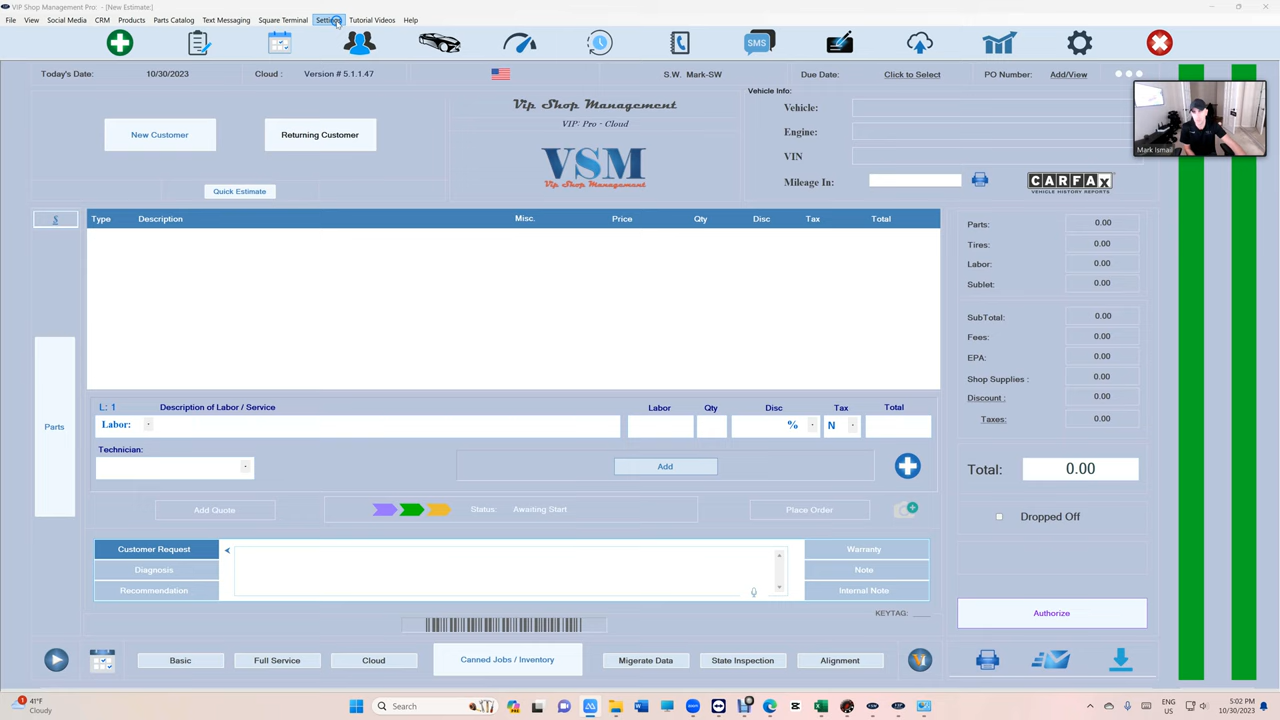 VIP Shop Management Pro: - [New Estimate:]
File View Social Media CRM Products Parts Catalog Text Messaging Square Terminal Settings Tutorial Videos Help
SMS
Today's Date: 10/30/2023 Cloud : Version # 5.1.1.47 S.W. Mark-SW Due Date: Click to Select PO Number: Add/View
New Customer Returning Customer
Quick Estimate
Vip Shop Management
VIP: Pro - Cloud
VSM
Vip Shop Management
Vehicle Info:
Vehicle:
Engine:
VIN
Mileage In:
CARFAX
VEHICLE HISTORY REPORTS
Mark Ismail
S Type Description Misc. Price Qty Disc Tax Total
Parts
Parts: 0.00
Tires: 0.00
Labor: 0.00
Sublet: 0.00
SubTotal: 0.00
Fees: 0.00
EPA: 0.00
Shop Supplies : 0.00
Discount : 0.00
Taxes: 0.00
Total: 0.00
L: 1 Description of Labor / Service Labor Qty Disc Tax Total
Labor: % N
Technician:
Add
Add Quote Status: Awaiting Start Place Order
Dropped Off
Customer Request
Diagnosis
Recommendation
Warranty
Note
Internal Note
KEYTAG: ___
Authorize
Basic Full Service Cloud Canned Jobs / Inventory Migerate Data State Inspection Alignment
1
41°F
Cloudy
Search
ENG
US
5:02 PM
10/30/2023